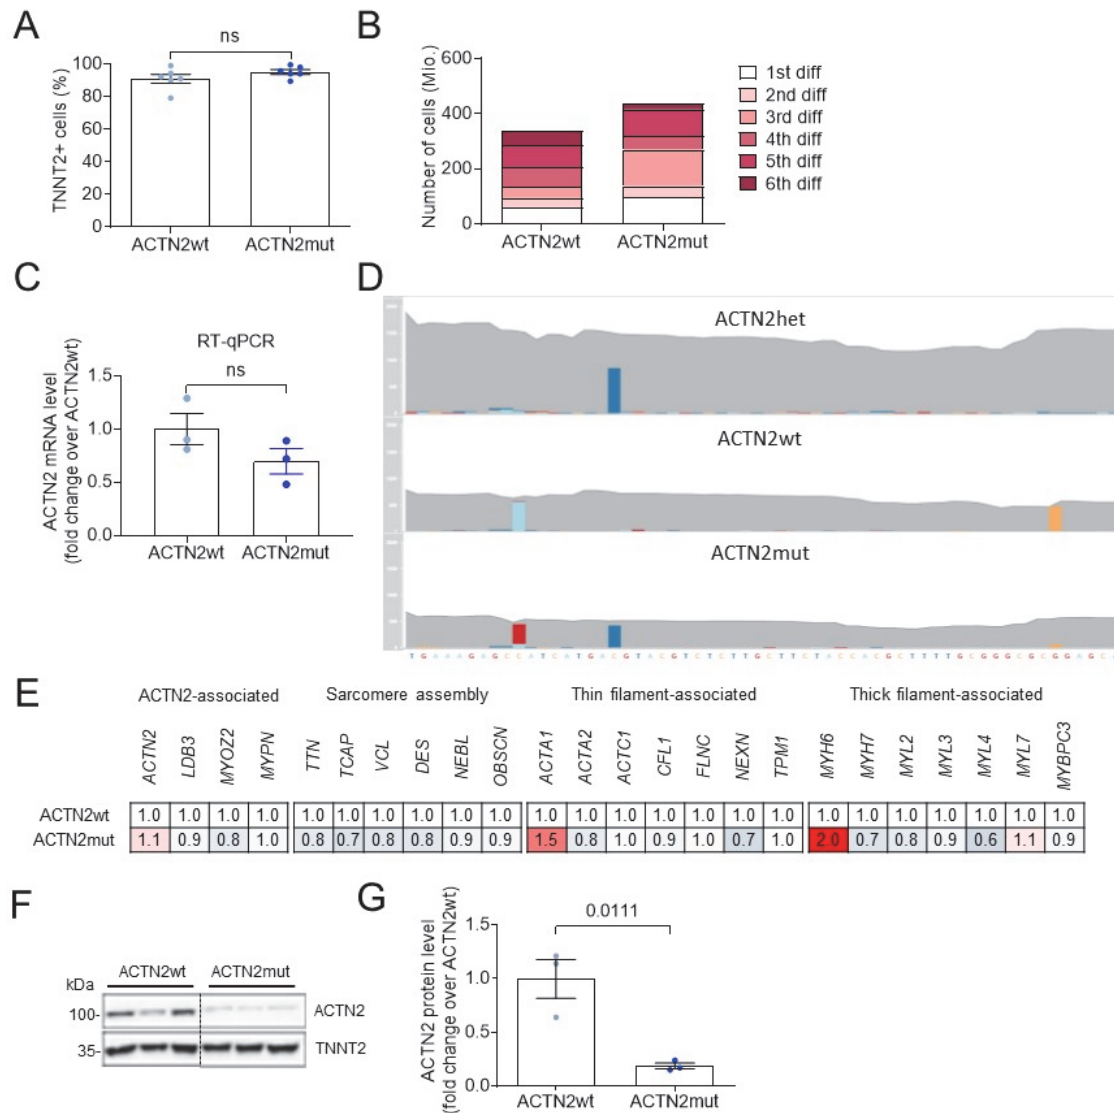 A
ns
TNNT2+ cells (%)
100
80
60
40
20
0
ACTN2wt
ACTN2mut
B
Number of cells (Mio.)
600
400
200
0
ACTN2wt
ACTN2mut
1st diff
2nd diff
3rd diff
4th diff
5th diff
6th diff
C
RT-qPCR
ns
ACTN2 mRNA level
(fold change over ACTN2wt)
1.5
1.0
0.5
0.0
ACTN2wt
ACTN2mut
D
ACTN2het
ACTN2wt
ACTN2mut
TGAAAGAGCCATCATGACGTACGTCTCTTGCTTCTACCACGCTTTTGCGGGCGCGGAGC
E
ACTN2-associated
Sarcomere assembly
Thin filament-associated
Thick filament-associated
ACTN2 LDB3 MYOZ2 MYPN TTN TCAP VCL DES NEBL OBSCN ACTA1 ACTA2 ACTC1 CFL1 FLNC NEXN TPM1 MYH6 MYH7 MYL2 MYL3 MYL4 MYL7 MYBPC3
ACTN2wt 1.0 1.0 1.0 1.0 1.0 1.0 1.0 1.0 1.0 1.0 1.0 1.0 1.0 1.0 1.0 1.0 1.0 1.0 1.0 1.0 1.0 1.0 1.0 1.0
ACTN2mut 1.1 0.9 0.8 1.0 0.8 0.7 0.8 0.8 0.9 0.9 1.5 0.8 1.0 0.9 1.0 0.7 1.0 2.0 0.7 0.8 0.9 0.6 1.1 0.9
F
kDa
ACTN2wt
ACTN2mut
100-
ACTN2
35-
TNNT2
G
0.0111
ACTN2 protein level
(fold change over ACTN2wt)
1.5
1.0
0.5
0.0
ACTN2wt
ACTN2mut